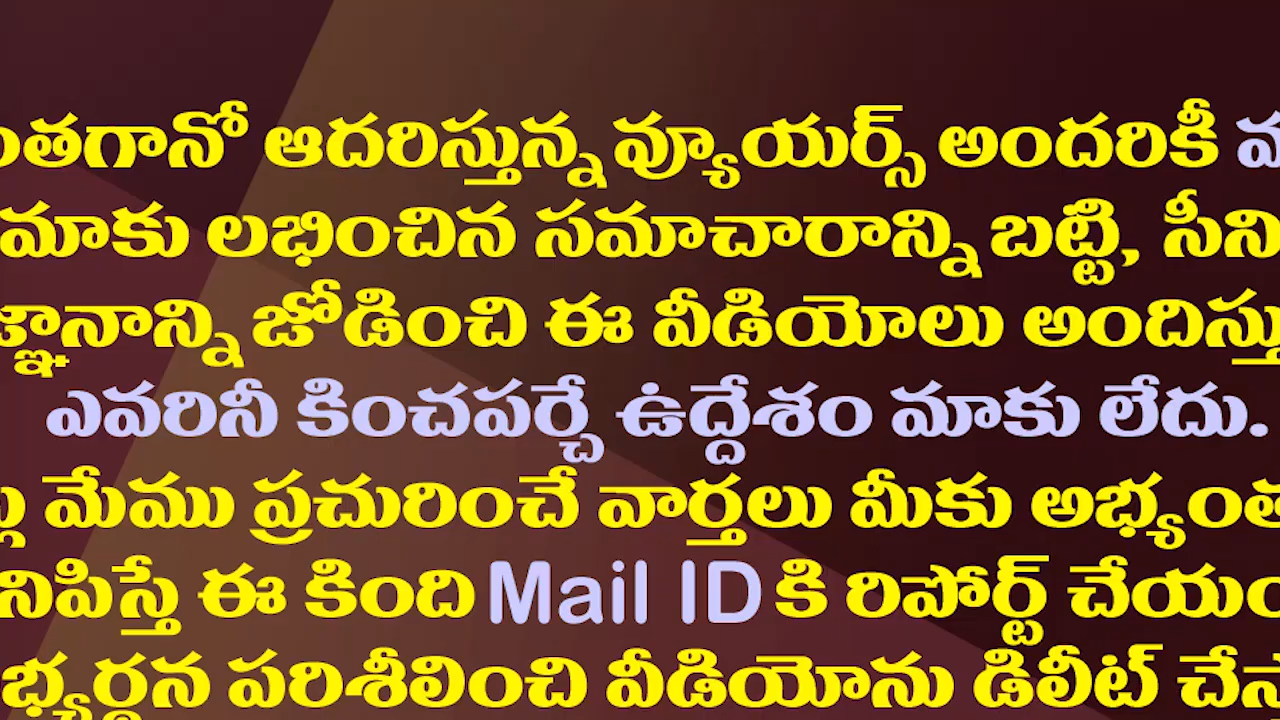 ంతగానో ఆదరిస్తున్న వ్యూయర్స్ అందరికీ
మాకు లభించిన సమాచారాన్ని బట్టి, సీని
జ్ఞానాన్ని జోడించి ఈ వీడియోలు అందిస్తు
ఎవరినీ కించపర్చే ఉద్దేశం మాకు లేదు.
మేము ప్రచురించే వార్తలు మీకు అభ్యంత
నిపిస్తే ఈ కింది Mail ID కి రిపోర్ట్ చేయం
భ్యర్ధన పరిశీలించి వీడియోను డిలీట్ చేస